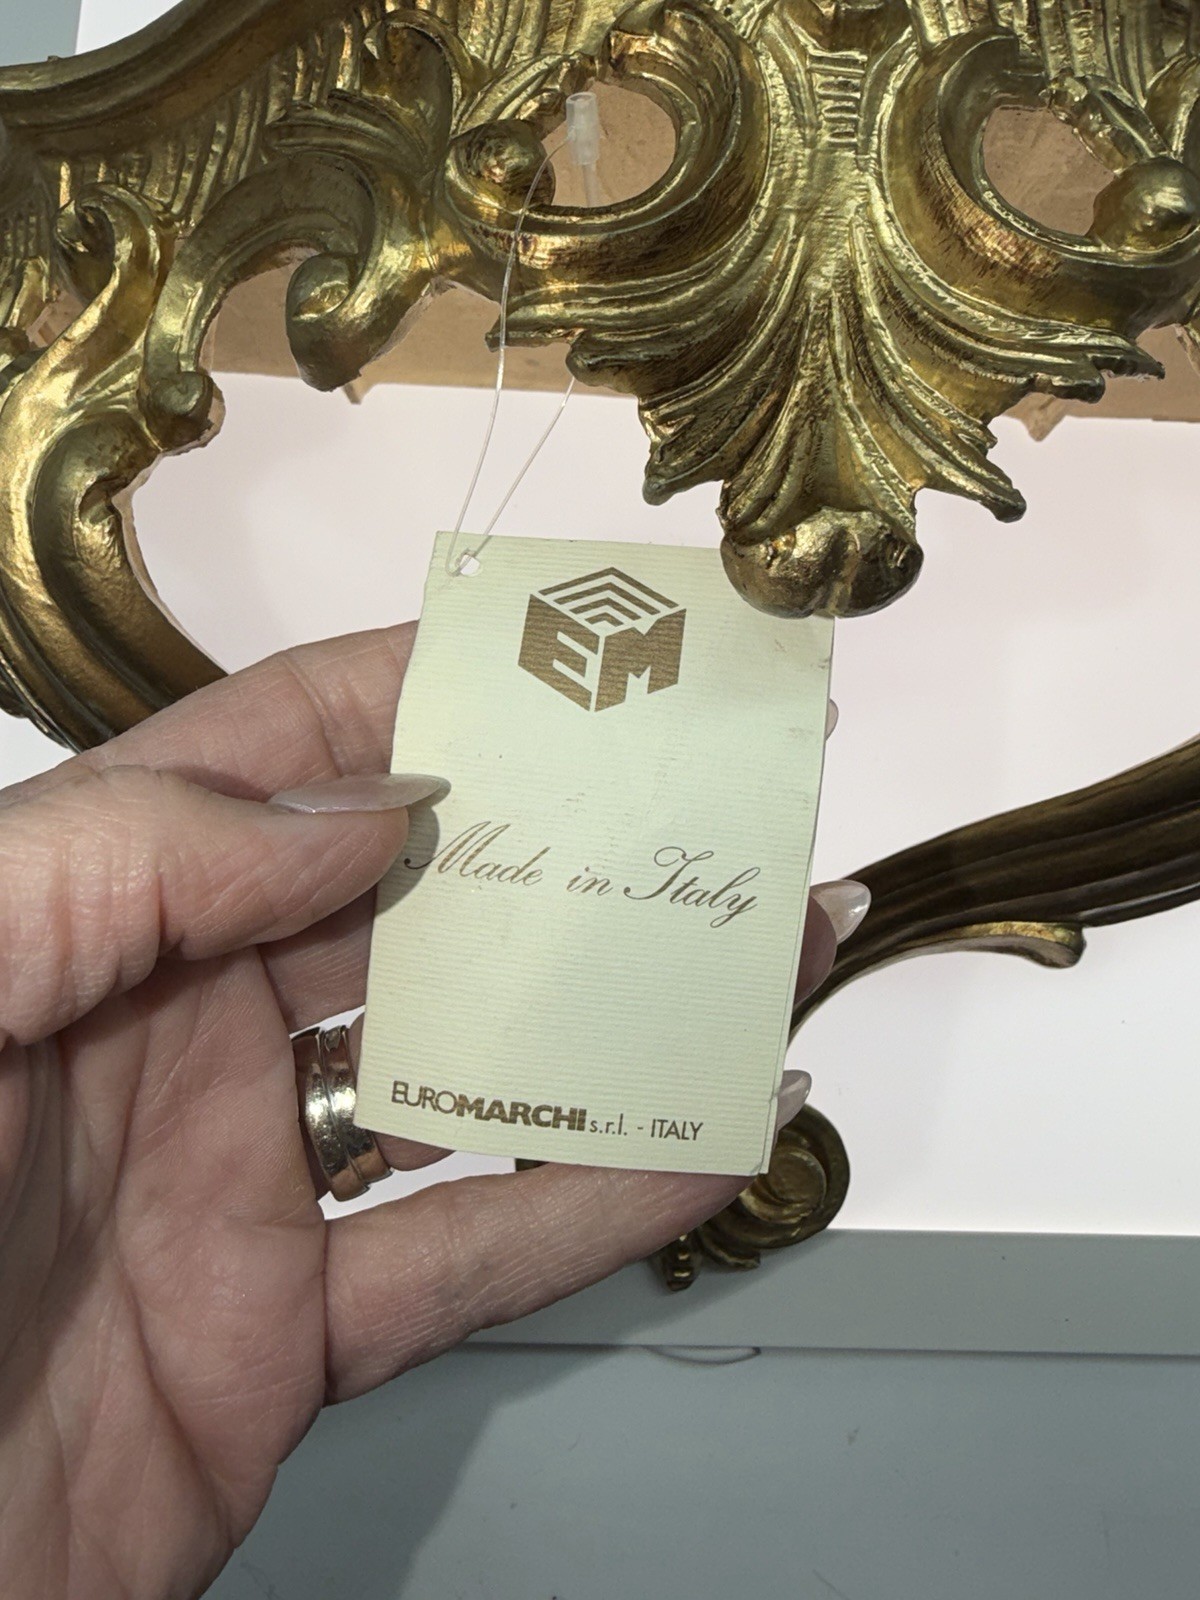 EM
Made in Italy
EUROMARCHI s.r.l. - ITALY